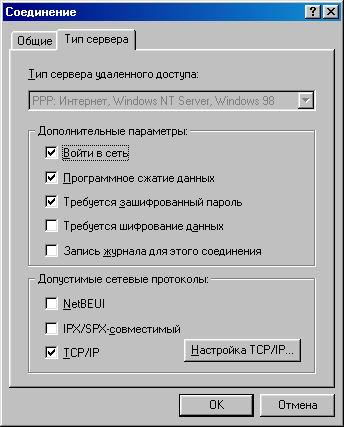 Соединение
Общие Тип сервера
Тип сервера удаленного доступа:
PPP: Интернет, Windows NT Server, Windows 98
Дополнительные параметры:
Войти в сеть
Программное сжатие данных
Требуется зашифрованный пароль
Требуется шифрование данных
Запись журнала для этого соединения
Допустимые сетевые протоколы:
NetBEUI
IPX/SPX-совместимый
TCP/IP Настройка TCP/IP...
OK Отмена